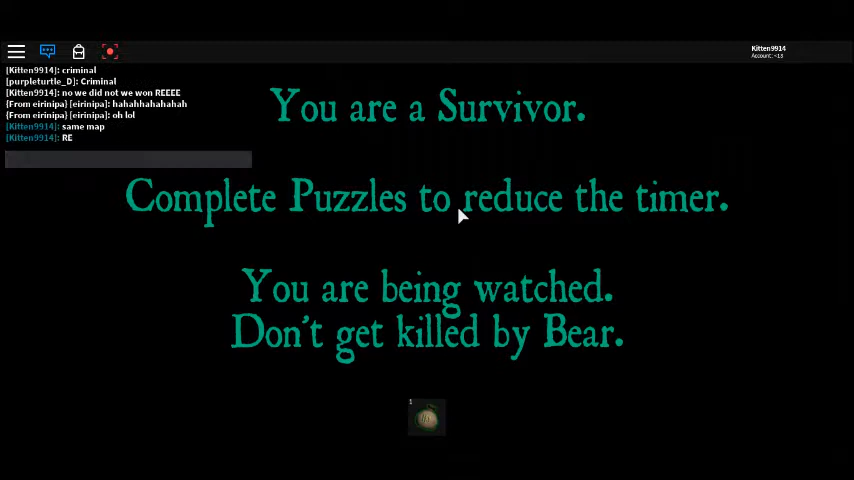 Kitten9914
Account: <13
[Kitten9914]: criminal
[purpleturtle_D]: Criminal
[Kitten9914]: no we did not we won REEEE
{From eirinipa} [eirinipa]: hahahhahahahah
{From eirinipa} [eirinipa]: oh lol
[Kitten9914]: same map
[Kitten9914]: RE
You are a Survivor.
Complete Puzzles to reduce the timer.
You are being watched.
Don't get killed by Bear.
1